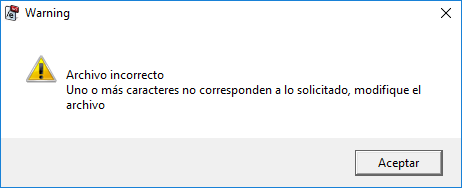 Warning
Archivo incorrecto
Uno o más caracteres no corresponden a lo solicitado, modifique el
archivo
Aceptar